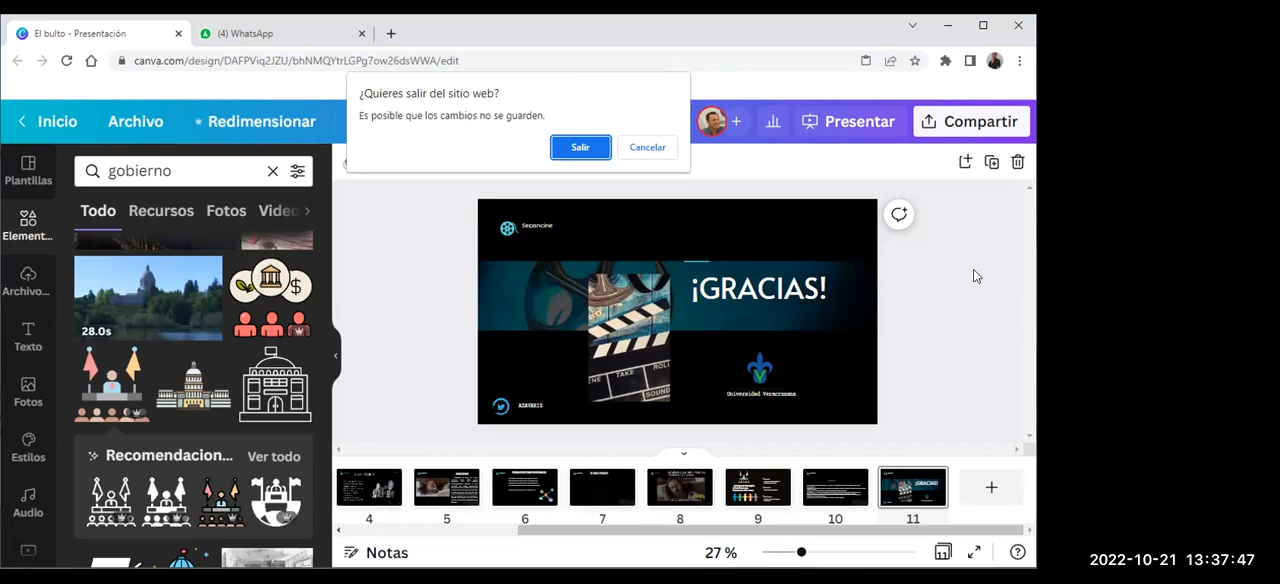 El bulto - Presentación
(4) WhatsApp
canva.com/design/DAFPViq2JZU/bhNMQYtrLGPg7ow26dsWWA/edit
¿Quieres salir del sitio web?
Es posible que los cambios no se guarden.
Salir
Cancelar
Inicio
Archivo
Redimensionar
Presentar
Compartir
Plantillas
Element...
Archivo...
Texto
Fotos
Estilos
Audio
gobierno
Todo
Recursos
Fotos
Video
28.0s
Recomendacion...
Ver todo
Sepancine
¡GRACIAS!
TAKE
ROLL
SOUND
Universidad Veracruzana
4
5
6
7
8
9
10
11
Notas
27 %
11
2022-10-21 13:37:47